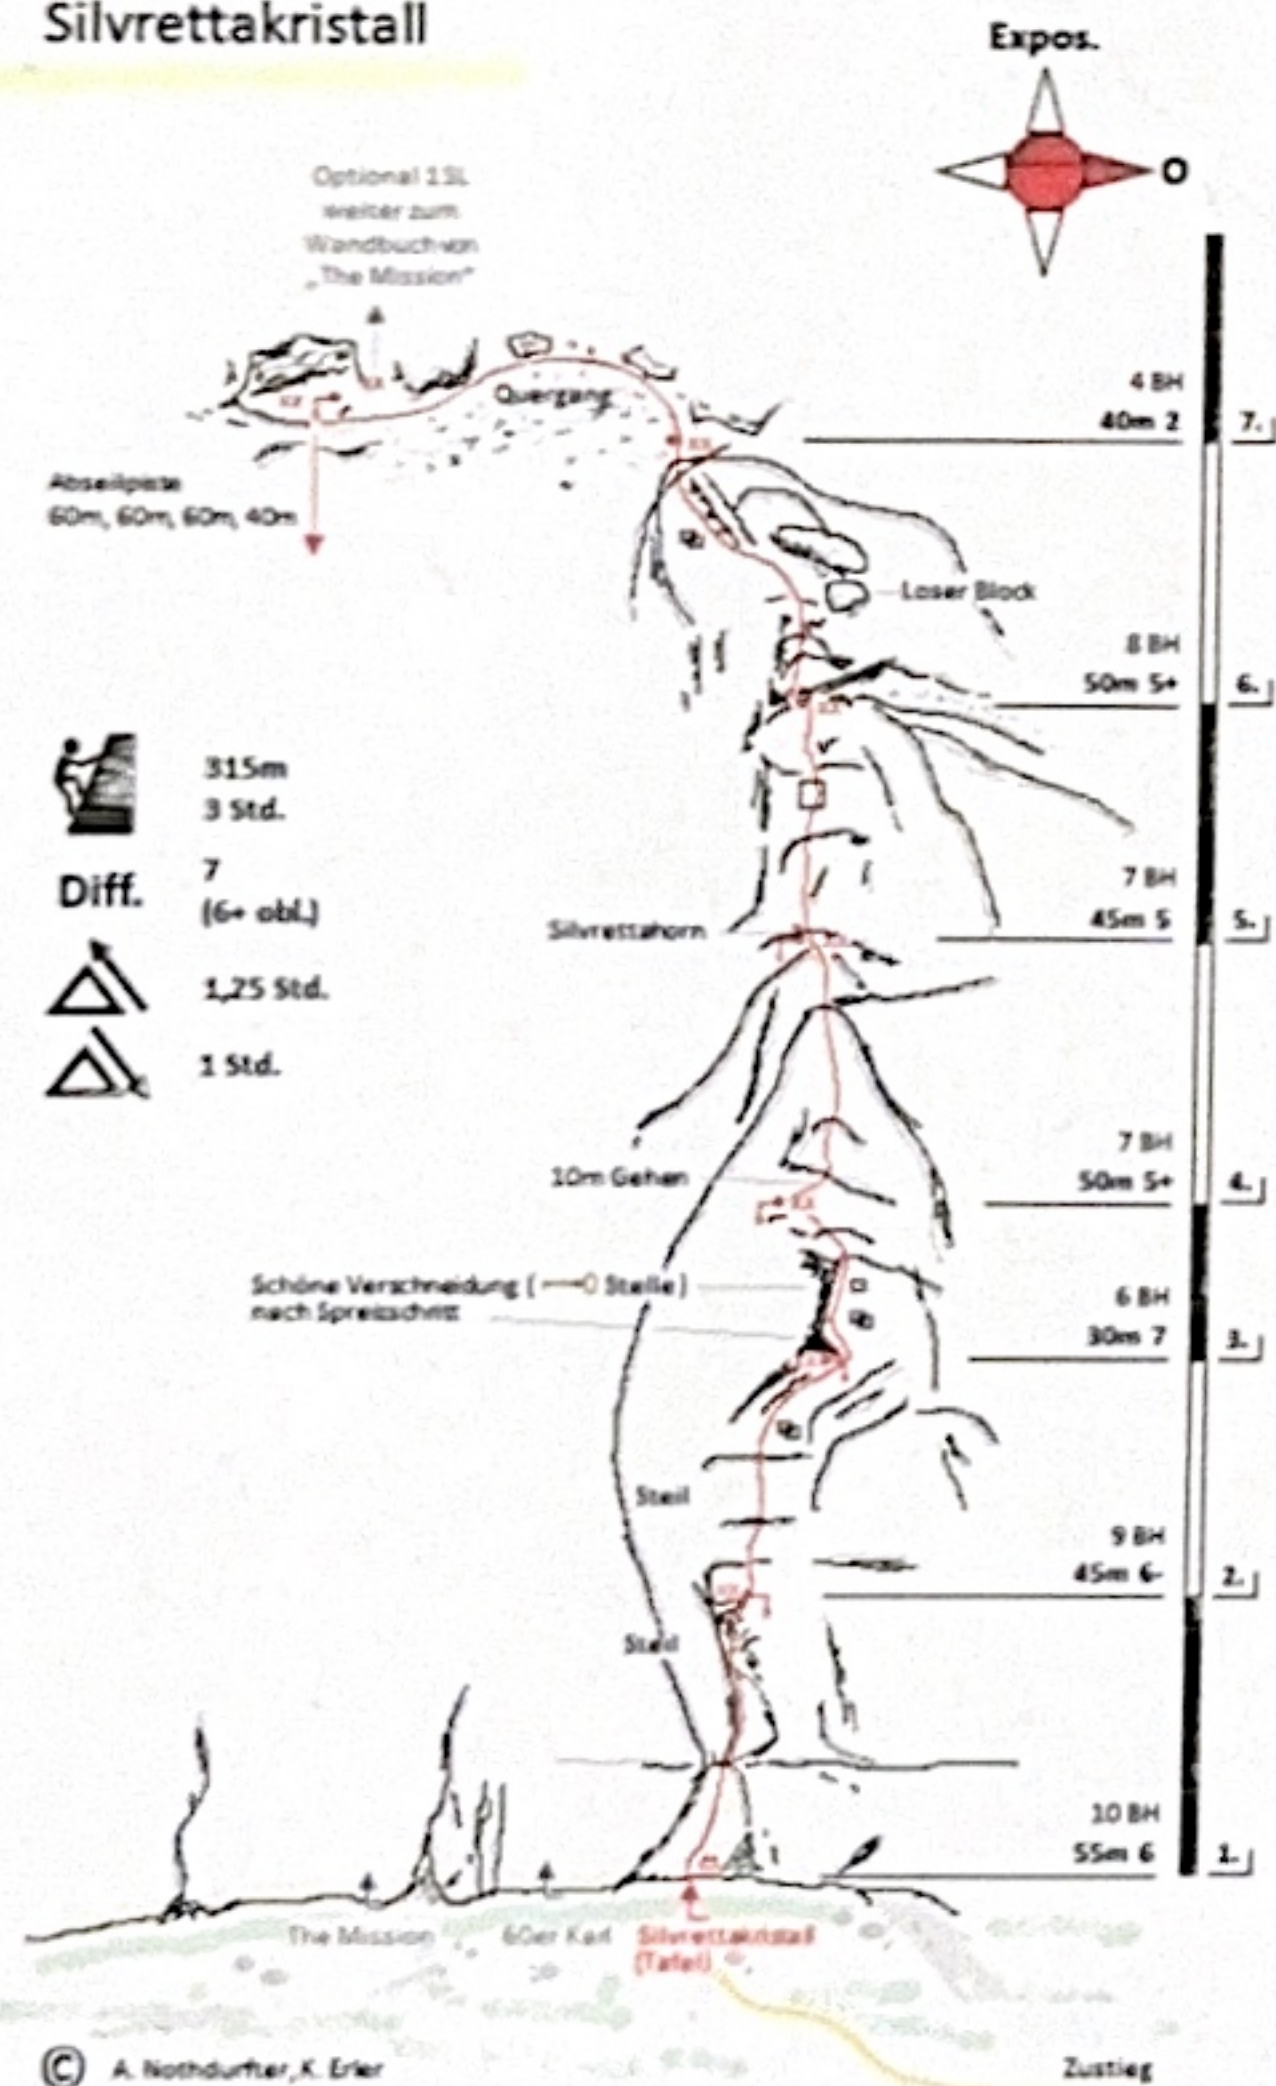 Silvrettakristall
Expos.
O
Optional 1SL
weiter zum
Wandbuch von
„The Mission"
Quergang
4 BH
40m 2
7.
Abseilpiste
60m, 60m, 60m, 40m
Loser Block
8 BH
50m 5+
6.
315m
3 Std.
Diff.
7
(6+ obl.)
1,25 Std.
1 Std.
7 BH
45m 5
5.
Silvrettahorn
7 BH
50m 5+
4.
10m Gehen
Schöne Verschneidung ( Stelle )
nach Spreizschritt
6 BH
30m 7
3.
Steil
9 BH
45m 6-
2.
Steil
10 BH
55m 6
1.
The Mission
60er Karl
Silvrettakristall
(Tafel)
© A. Nothdurfter, K. Erler
Zustieg